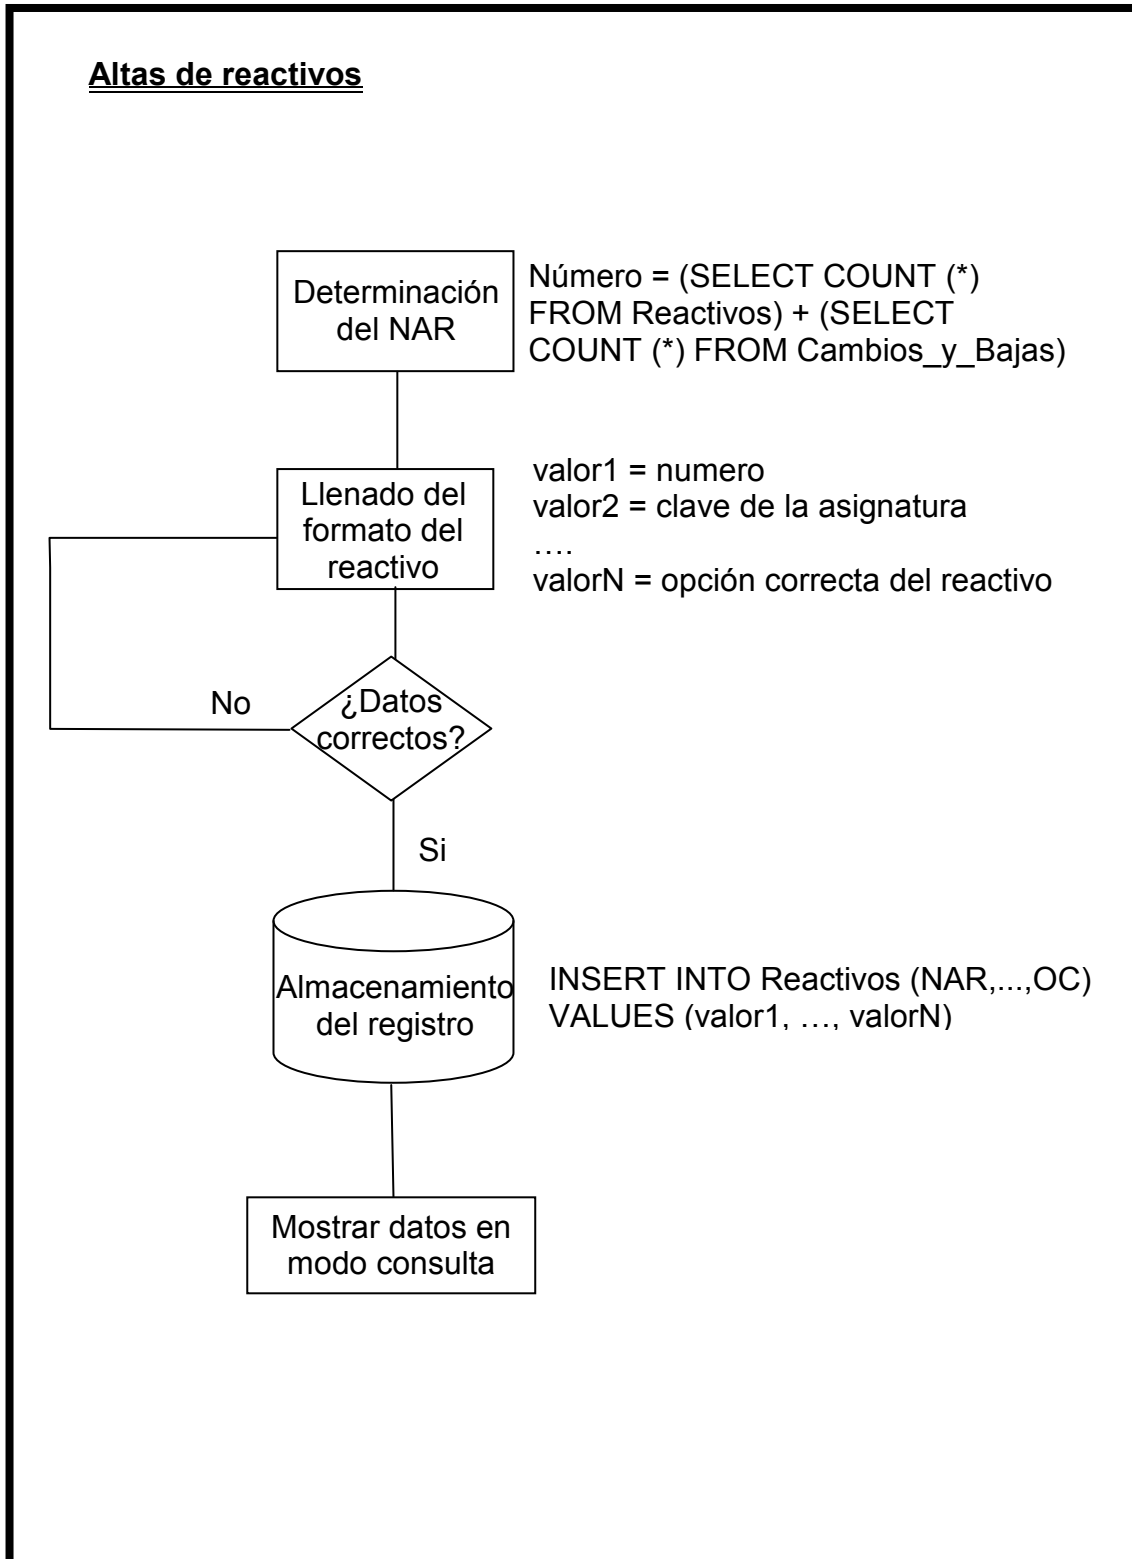 Altas de reactivos
Determinación
del NAR
Número = (SELECT COUNT (*)
FROM Reactivos) + (SELECT
COUNT (*) FROM Cambios_y_Bajas)
Llenado del
formato del
reactivo
valor1 = numero
valor2 = clave de la asignatura
….
valorN = opción correcta del reactivo
No
¿Datos
correctos?
Si
Almacenamiento
del registro
INSERT INTO Reactivos (NAR,...,OC)
VALUES (valor1, …, valorN)
Mostrar datos en
modo consulta